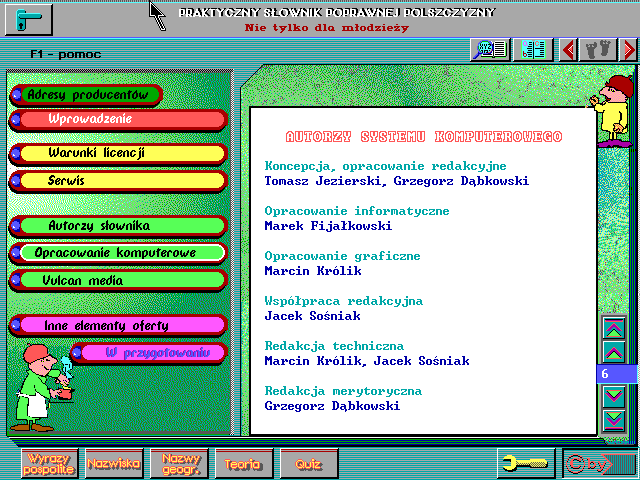 PRAKTYCZNY SŁOWNIK POPRAWNEJ POLSZCZYZNY
Nie tylko dla młodzieży
F1 - pomoc
Adresy producentów
Wprowadzenie
Warunki licencji
Serwis
Autorzy słownika
Opracowanie komputerowe
Vulcan media
Inne elementy oferty
W przygotowaniu
AUTORZY SYSTEMU KOMPUTEROWEGO
Koncepcja, opracowanie redakcyjne
Tomasz Jezierski, Grzegorz Dąbkowski
Opracowanie informatyczne
Marek Fijałkowski
Opracowanie graficzne
Marcin Królik
Współpraca redakcyjna
Jacek Sośniak
Redakcja techniczna
Marcin Królik, Jacek Sośniak
Redakcja merytoryczna
Grzegorz Dąbkowski
6
Wyrazy
pospolite
Nazwiska
Nazwy
geogr.
Teoria
Quiz
©by